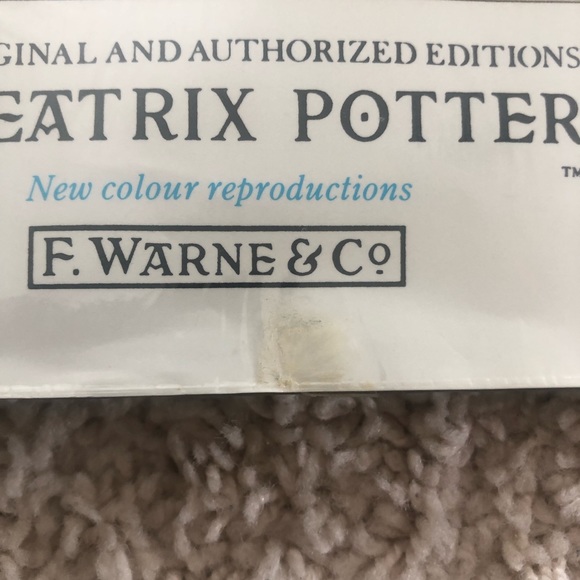 GINAL AND AUTHORIZED EDITIONS
EATRIX POTTER
TM
New colour reproductions
F. WARNE & Co